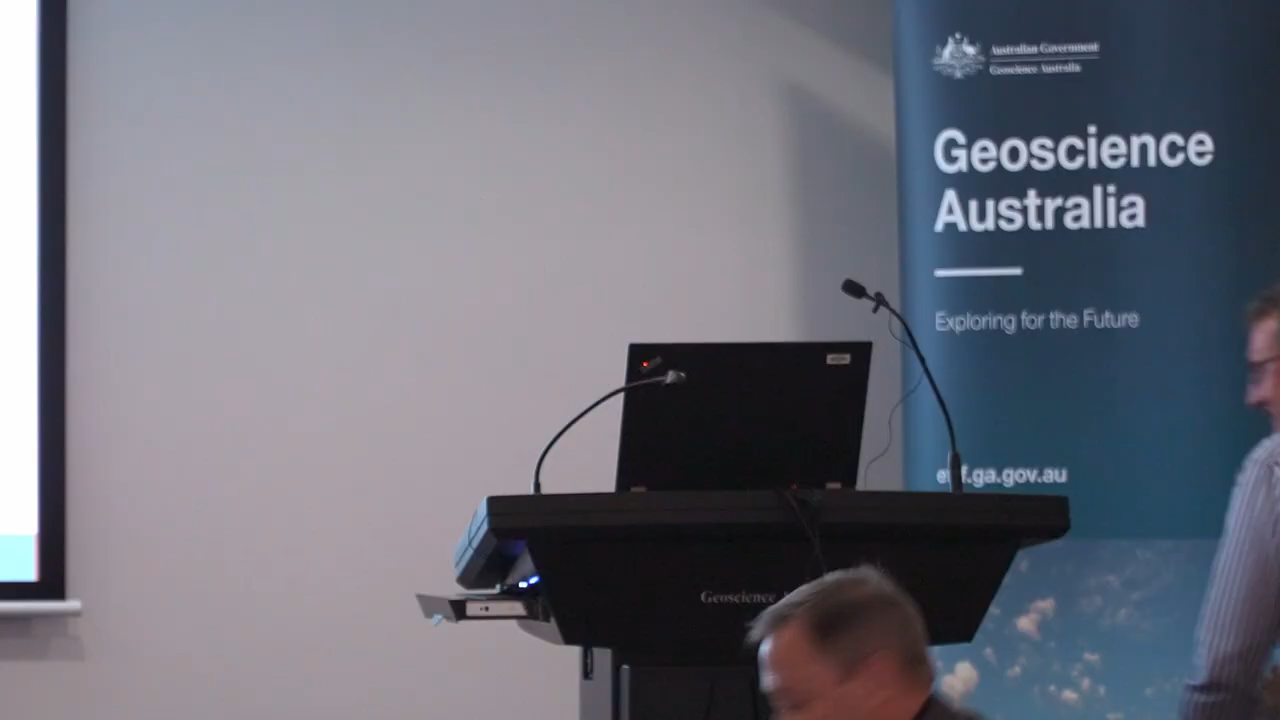 Australian Government
Geoscience Australia
Geoscience
Australia
Exploring for the Future
.ga.gov.au
Geoscience